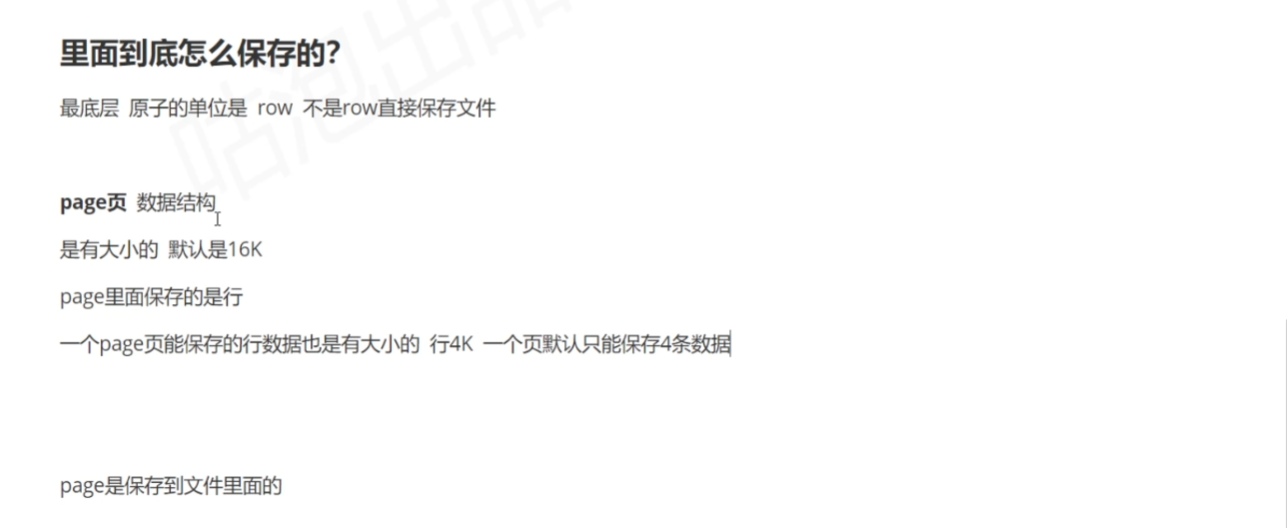 里面到底怎么保存的?
最底层 原子的单位是 row 不是row直接保存文件
page页 数据结构
是有大小的 默认是16K
page里面保存的是行
一个page页能保存的行数据也是有大小的 行4K 一个页默认只能保存4条数据
page是保存到文件里面的
咕泡出品